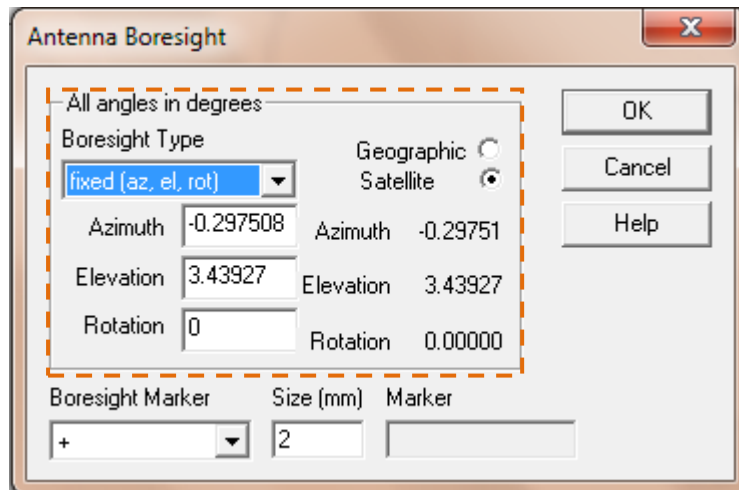 Antenna Boresight
All angles in degrees
Boresight Type
fixed (az, el, rot)
Geographic
Satellite
Azimuth -0.297508 Azimuth -0.29751
Elevation 3.43927 Elevation 3.43927
Rotation 0 Rotation 0.00000
OK
Cancel
Help
Boresight Marker Size (mm) Marker
+ 2